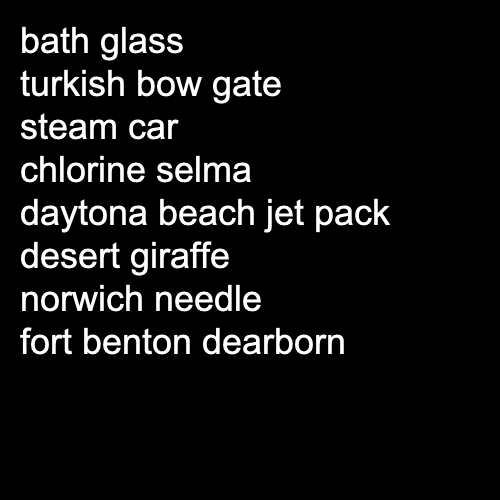 bath glass
turkish bow gate
steam car
chlorine selma
daytona beach jet pack
desert giraffe
norwich needle
fort benton dearborn